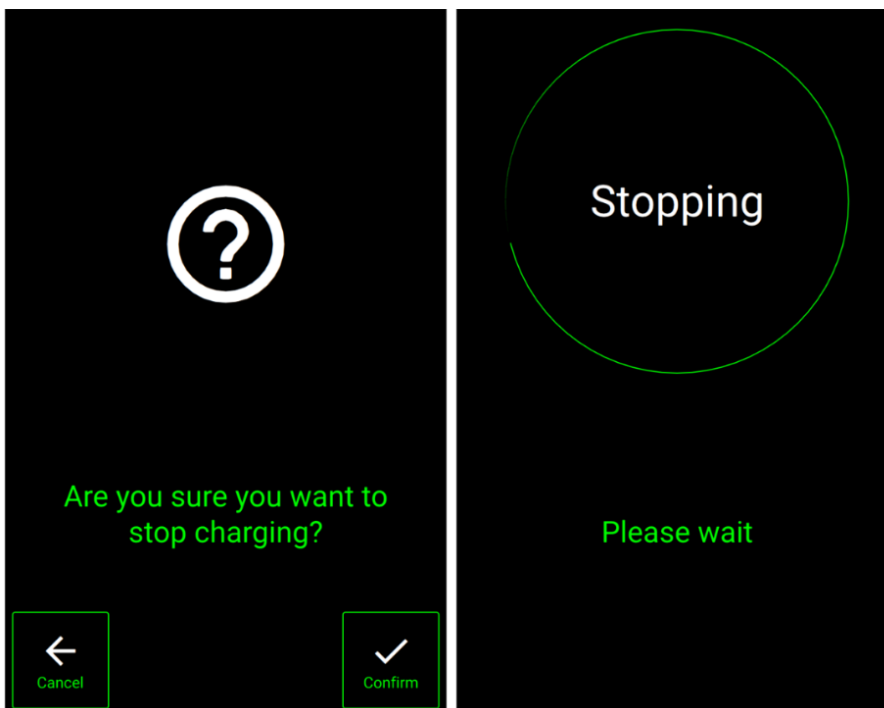 ?
Are you sure you want to
stop charging?
Cancel
Confirm
Stopping
Please wait